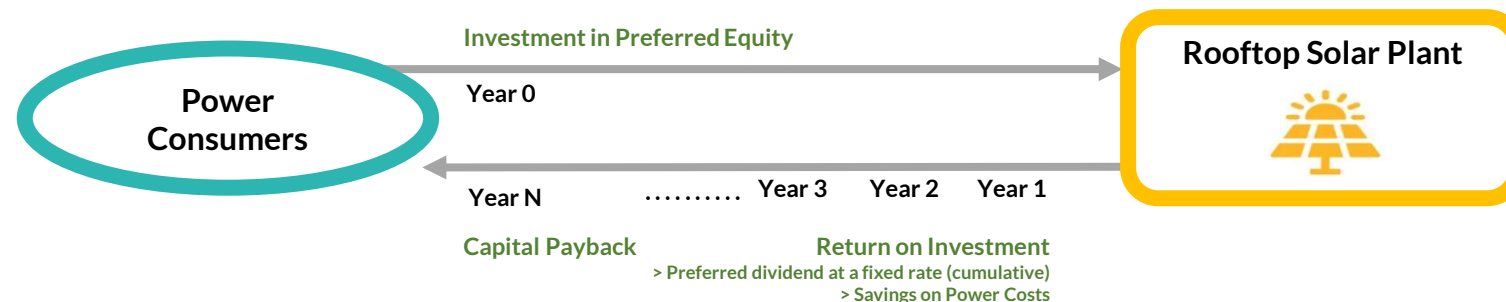 Investment in Preferred Equity
Rooftop Solar Plant
Power
Consumers
Year 0
Year N
.......... Year 3 Year 2 Year 1
Capital Payback
Return on Investment
> Preferred dividend at a fixed rate (cumulative)
> Savings on Power Costs